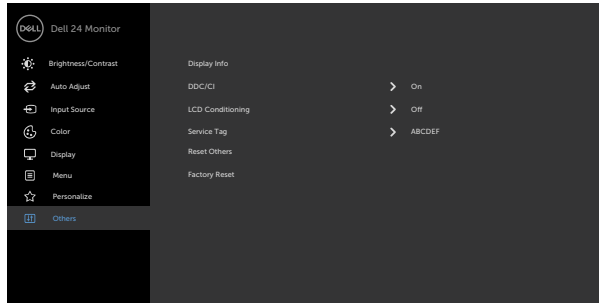 DELL
Dell 24 Monitor
Brightness/Contrast
Auto Adjust
Input Source
Color
Display
Menu
Personalize
Others
Display Info
DDC/CI On
LCD Conditioning Off
Service Tag ABCDEF
Reset Others
Factory Reset